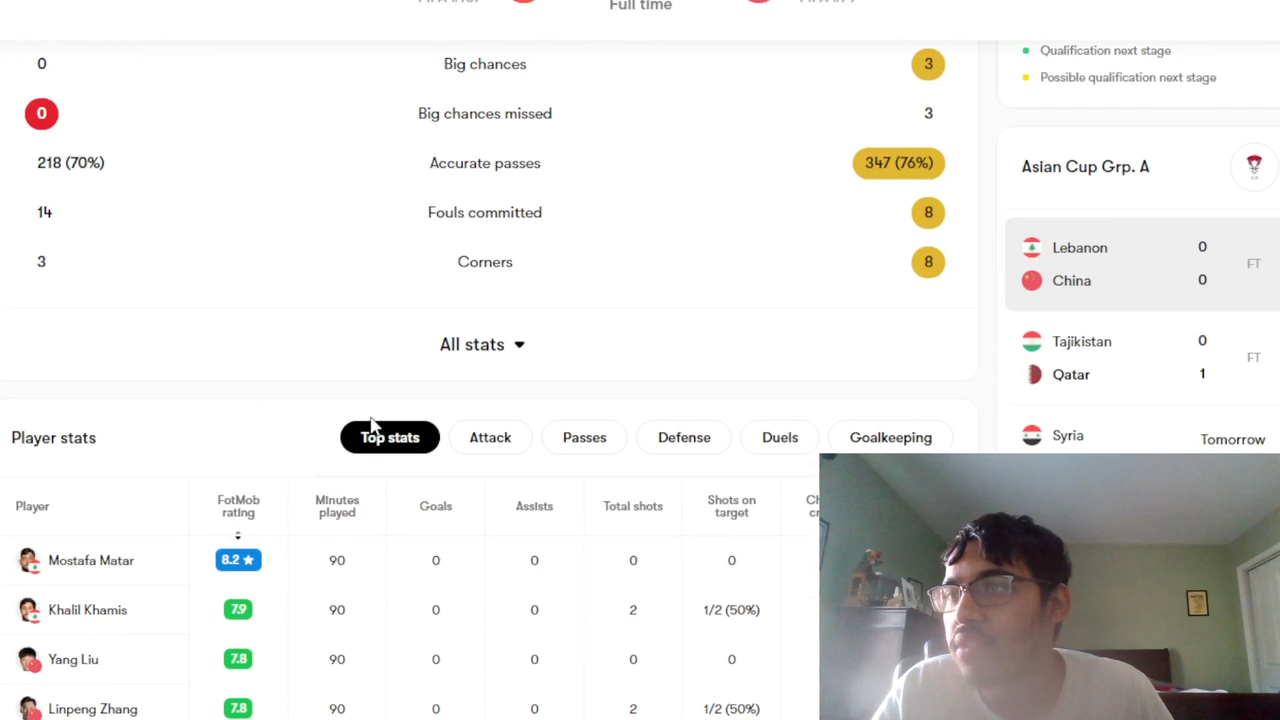 Full time
0 Big chances 3
0 Big chances missed 3
218 (70%) Accurate passes 347 (76%)
14 Fouls committed 8
3 Corners 8
All stats
Qualification next stage
Possible qualification next stage
Asian Cup Grp. A
Lebanon 0
China 0
FT
Tajikistan 0
Qatar 1
FT
Syria Tomorrow
Player stats Top stats Attack Passes Defense Duels Goalkeeping
Player FotMob rating Minutes played Goals Assists Total shots Shots on target
Mostafa Matar 8.2 90 0 0 0 0
Khalil Khamis 7.9 90 0 0 2 1/2 (50%)
Yang Liu 7.8 90 0 0 0 0
Linpeng Zhang 7.8 90 0 0 2 1/2 (50%)